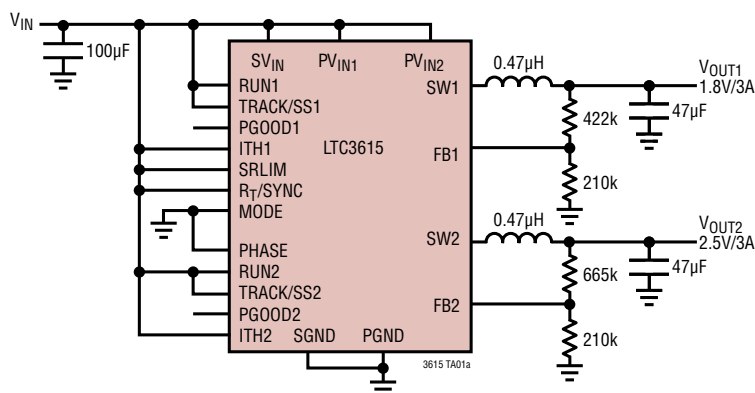 VIN
100µF
SVIN PVIN1 PVIN2
RUN1
TRACK/SS1
PGOOD1
ITH1
SRLIM
RT/SYNC
MODE
PHASE
RUN2
TRACK/SS2
PGOOD2
ITH2
LTC3615
SGND PGND
SW1
FB1
SW2
FB2
0.47µH
VOUT1
1.8V/3A
422k
47µF
210k
0.47µH
VOUT2
2.5V/3A
665k
47µF
210k
3615 TA01a